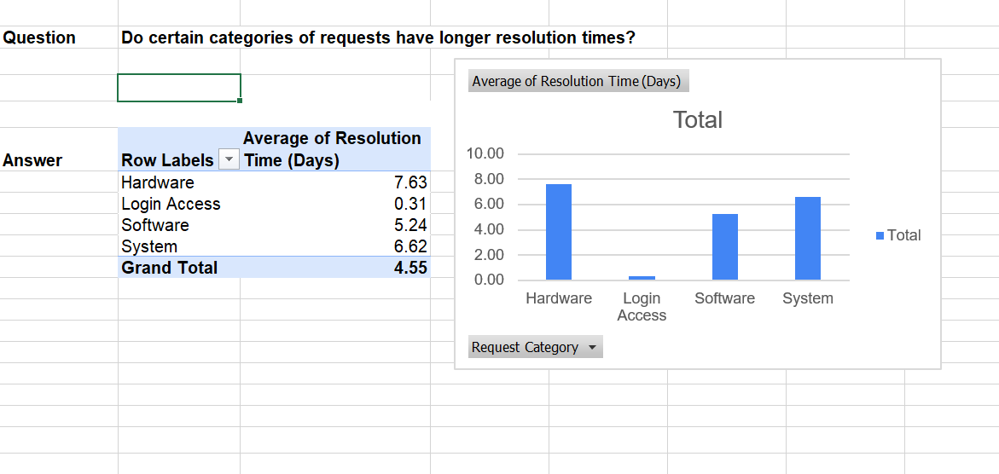 Question Do certain categories of requests have longer resolution times?
Average of Resolution Time (Days)
Total
Answer Row Labels Average of Resolution
Time (Days)
Hardware 7.63
Login Access 0.31
Software 5.24
System 6.62
Grand Total 4.55
10.00
8.00
6.00
4.00
2.00
0.00
Hardware Login Software System
Access
Total
Request Category